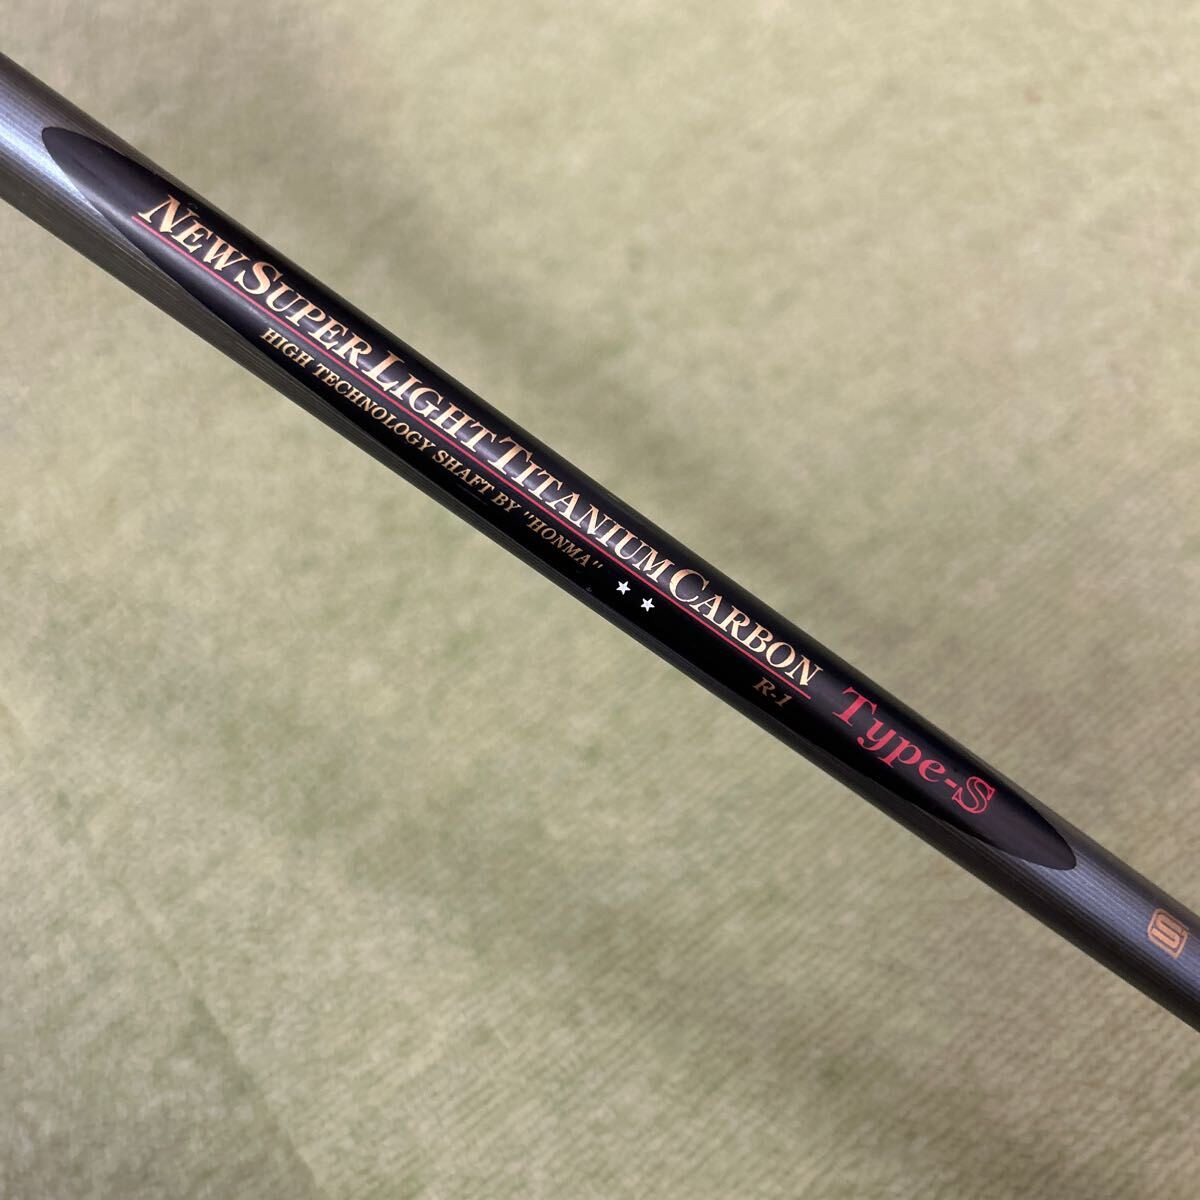 NEW SUPER LIGHT TITANIUM CARBON Type-S
HIGH TECHNOLOGY SHAFT BY "HONMA" ★★ R-1